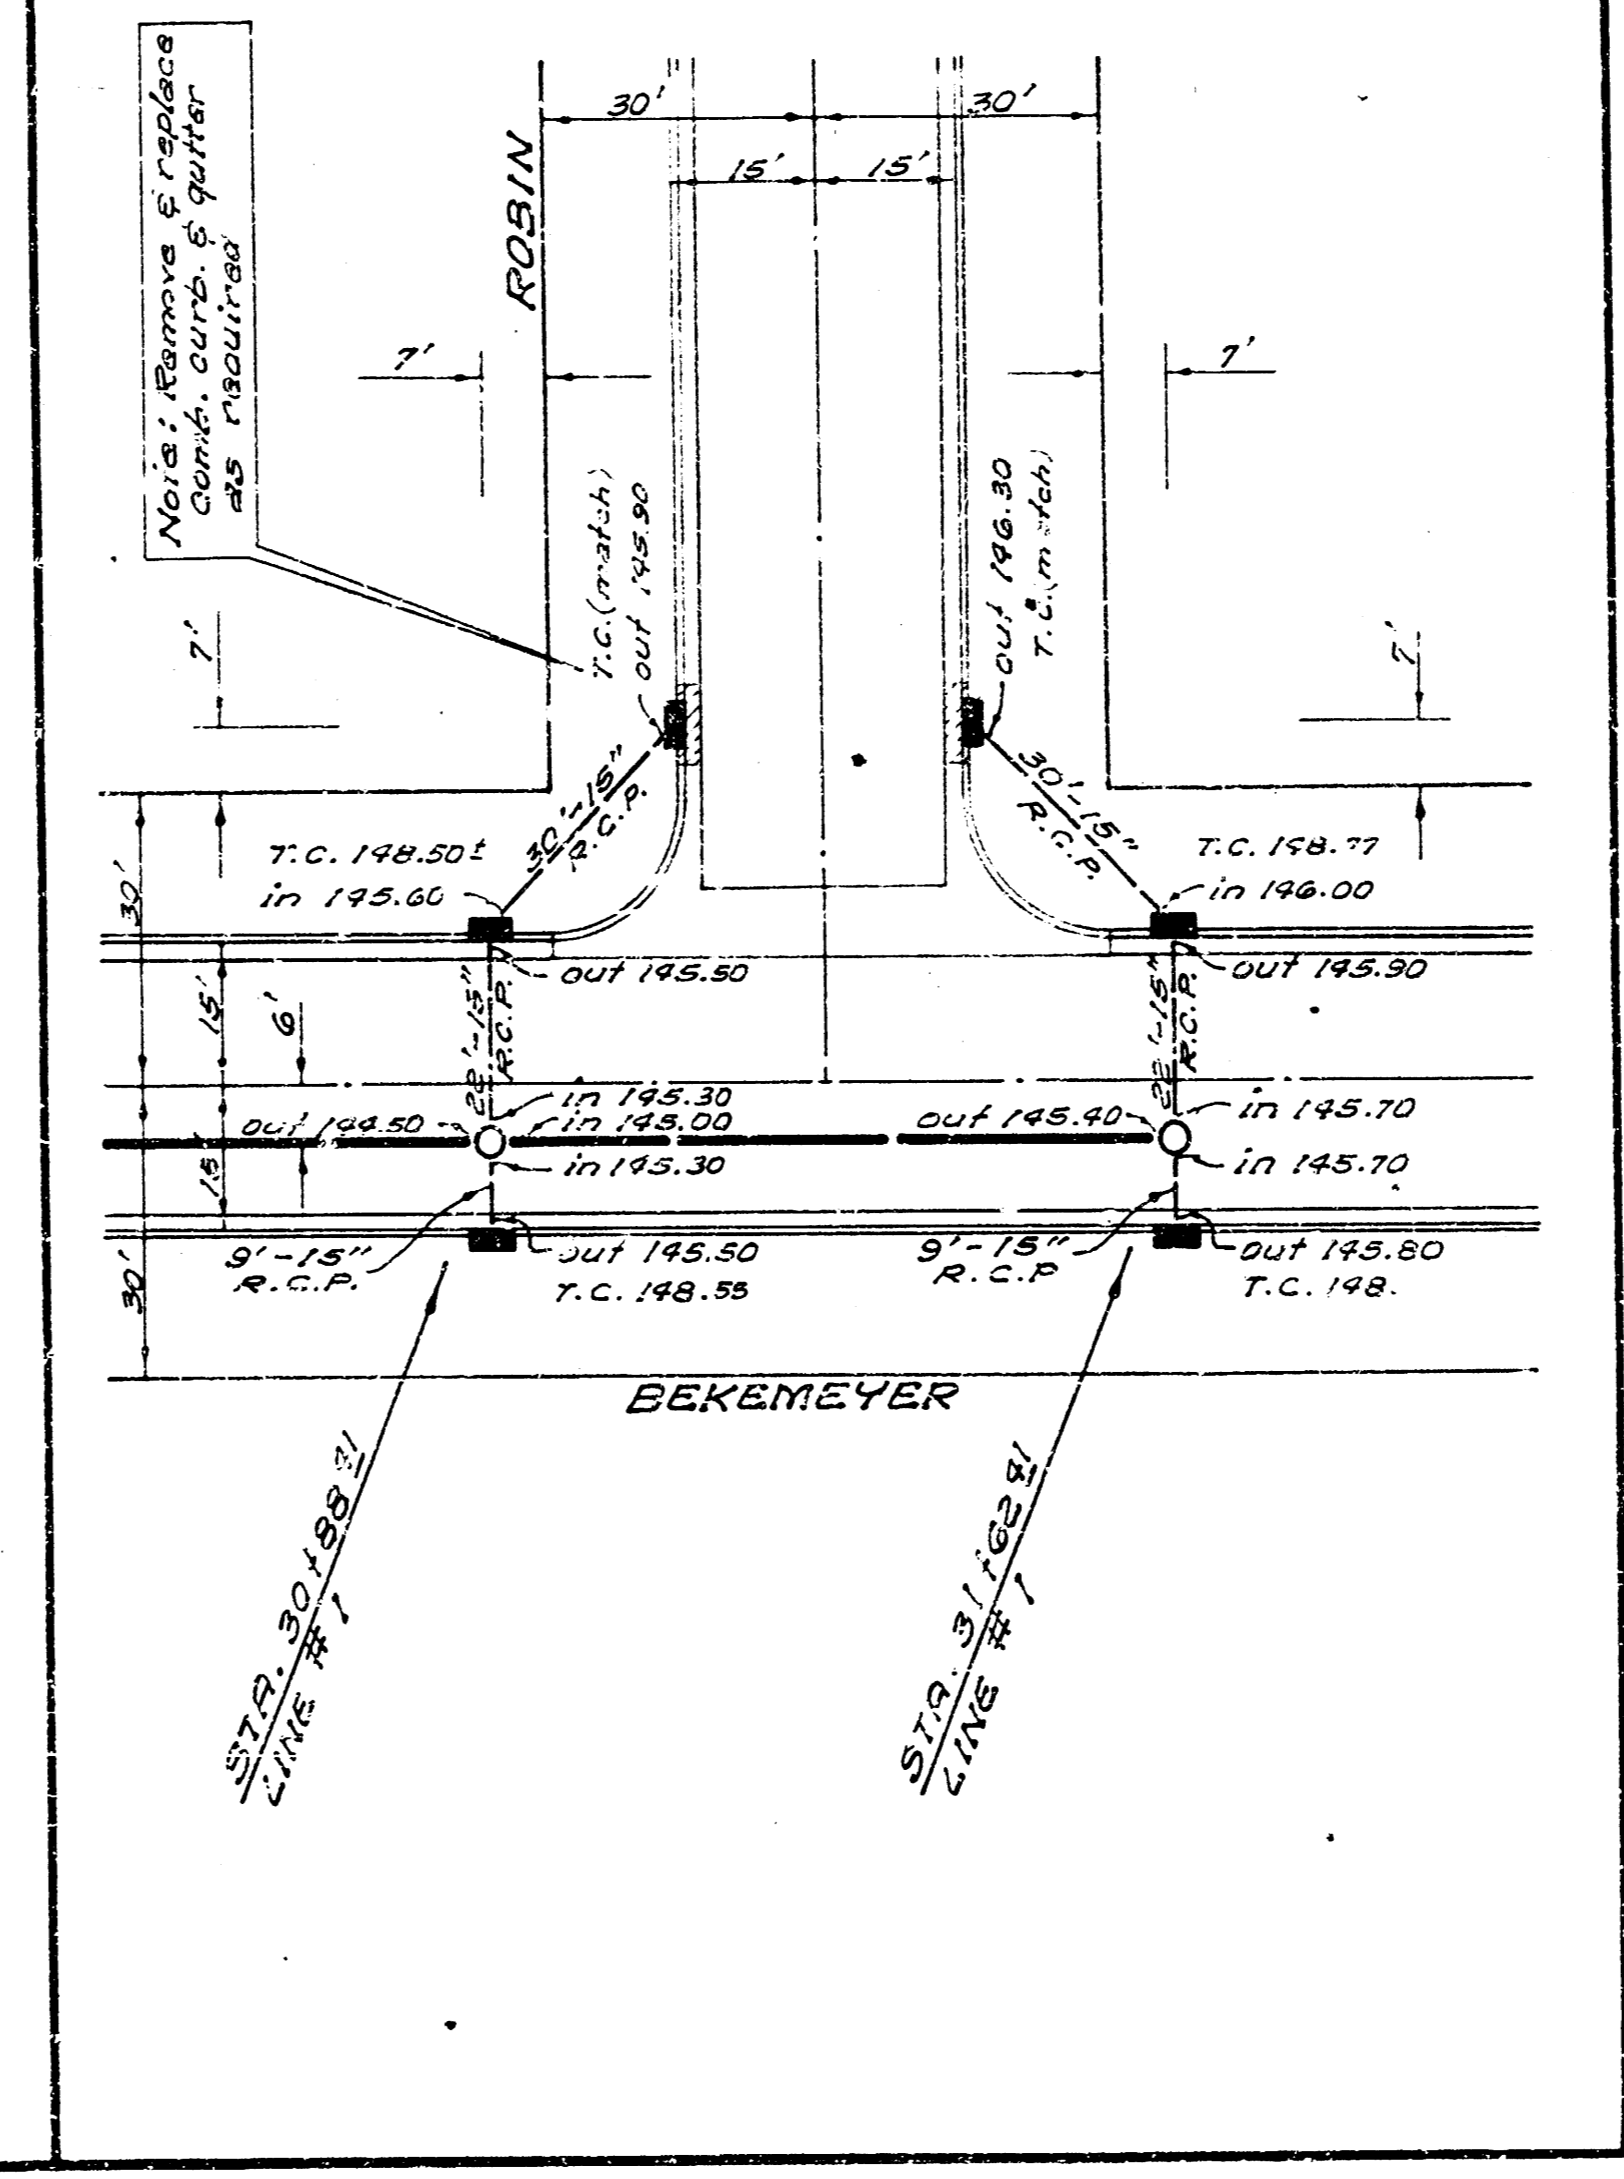 Note: Remove & replace
Comb. curb. & gutter
as required
ROBIN
30'
30'
15'
15'
7'
7'
T.C. (match)
out 145.90
out 146.30
T.C. (match)
7'
7'
30'-15"
R.C.P.
30'-15"
R.C.P.
T.C. 148.50±
in 145.60
T.C. 148.77
in 146.00
30'
15'
6'
22'-15"
R.C.P.
out 145.50
22'-15"
R.C.P.
out 145.90
in 145.30
out 144.50
in 145.00
out 145.40
in 145.70
15'
in 145.30
in 145.70
30'
9'-15"
R.C.P.
out 145.50
T.C. 148.55
9'-15"
R.C.P
out 145.80
T.C. 148.
BEKEMEYER
STA. 30+88 41
LINE # 1
STA. 31+62 41
LINE # 1